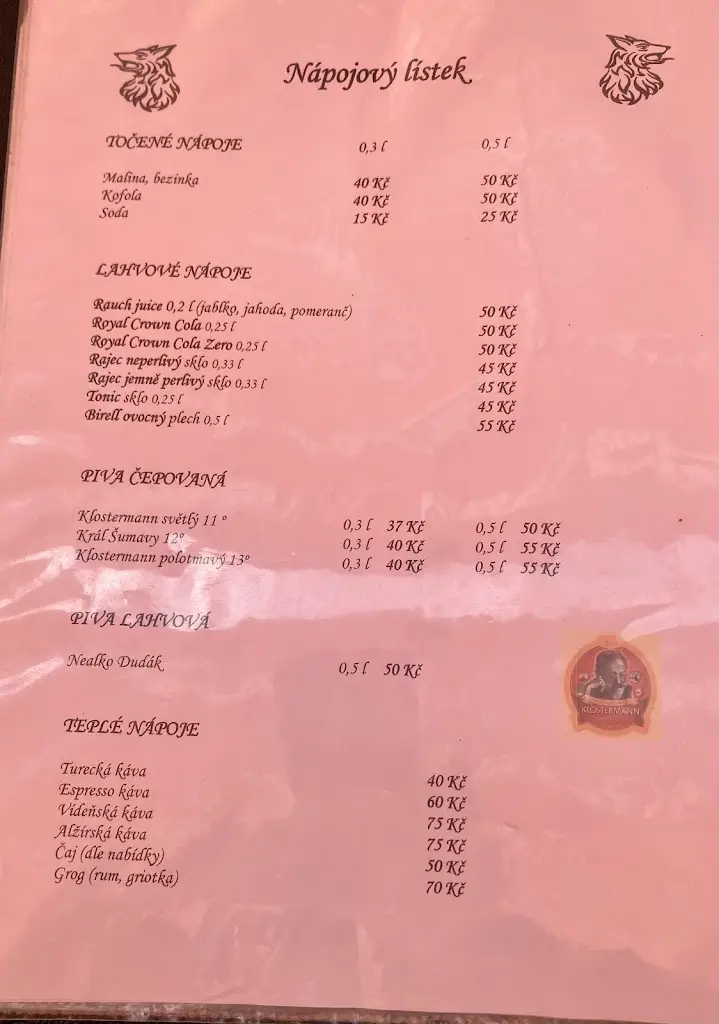 Nápojový lístek
TOČENÉ NÁPOJE 0,3 l 0,5 l
Malina, bezinka 40 Kč 50 Kč
Kofola 40 Kč 50 Kč
Soda 15 Kč 25 Kč
LAHVOVÉ NÁPOJE
Rauch juice 0,2 l (jablko, jahoda, pomeranč) 50 Kč
Royal Crown Cola 0,25 l 50 Kč
Royal Crown Cola Zero 0,25 l 50 Kč
Rajec neperlivý sklo 0,33 l 45 Kč
Rajec jemně perlivý sklo 0,33 l 45 Kč
Tonic sklo 0,25 l 45 Kč
Birell ovocný plech 0,5 l 55 Kč
PIVA ČEPOVANÁ
Klostermann světlý 11 ° 0,3 l 37 Kč 0,5 l 50 Kč
Král Šumavy 12° 0,3 l 40 Kč 0,5 l 55 Kč
Klostermann polotmavý 13° 0,3 l 40 Kč 0,5 l 55 Kč
PIVA LAHVOVÁ
Nealko Dudák 0,5 l 50 Kč
KLOSTERMANN
TEPLÉ NÁPOJE
Turecká káva 40 Kč
Espresso káva 60 Kč
Vídeňská káva 75 Kč
Alžírská káva 75 Kč
Čaj (dle nabídky) 50 Kč
Grog (rum, griotka) 70 Kč